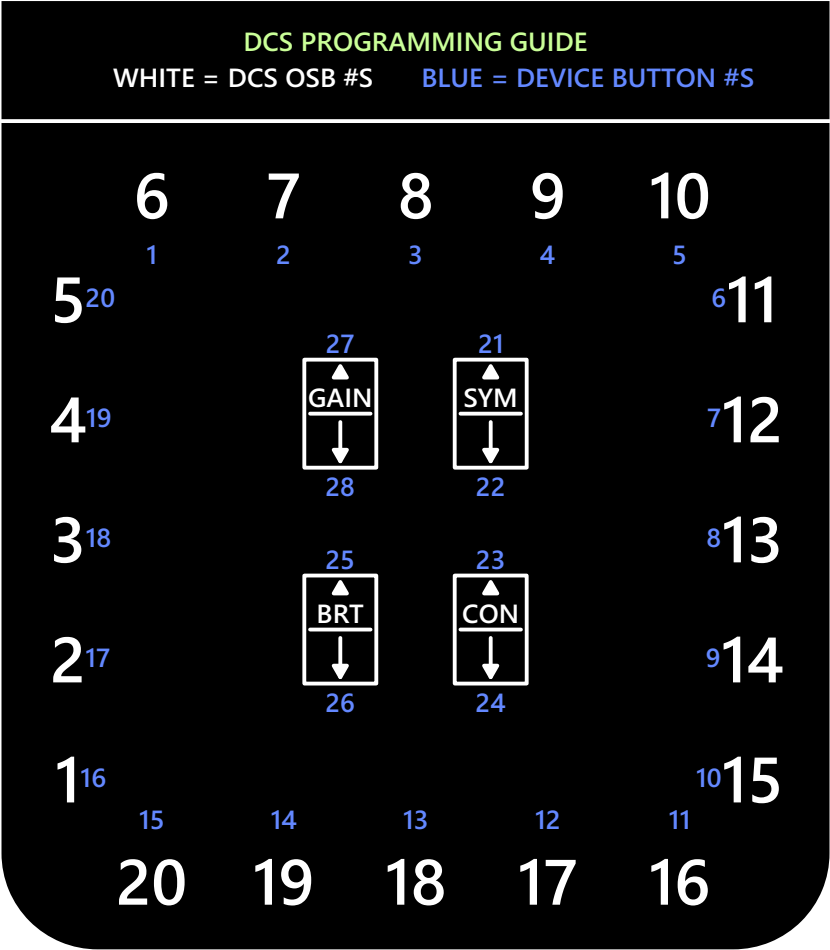 DCS PROGRAMMING GUIDE
WHITE = DCS OSB #S BLUE = DEVICE BUTTON #S
6 7 8 9 10
1 2 3 4 5
5 20 6 11
27 21
GAIN SYM
4 19 7 12
28 22
3 18 8 13
25 23
BRT CON
2 17 9 14
26 24
1 16 10 15
15 14 13 12 11
20 19 18 17 16